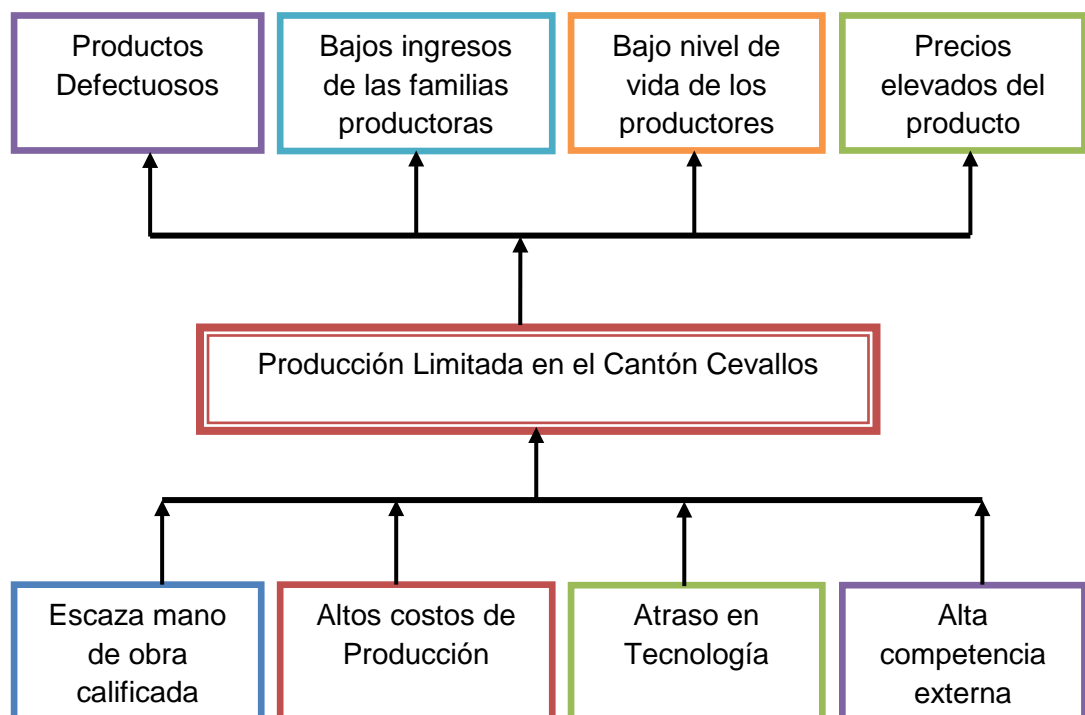 Productos
Defectuosos
Bajos ingresos
de las familias
productoras
Bajo nivel de
vida de los
productores
Precios
elevados del
producto
Producción Limitada en el Cantón Cevallos
Escaza mano
de obra
calificada
Altos costos de
Producción
Atraso en
Tecnología
Alta
competencia
externa